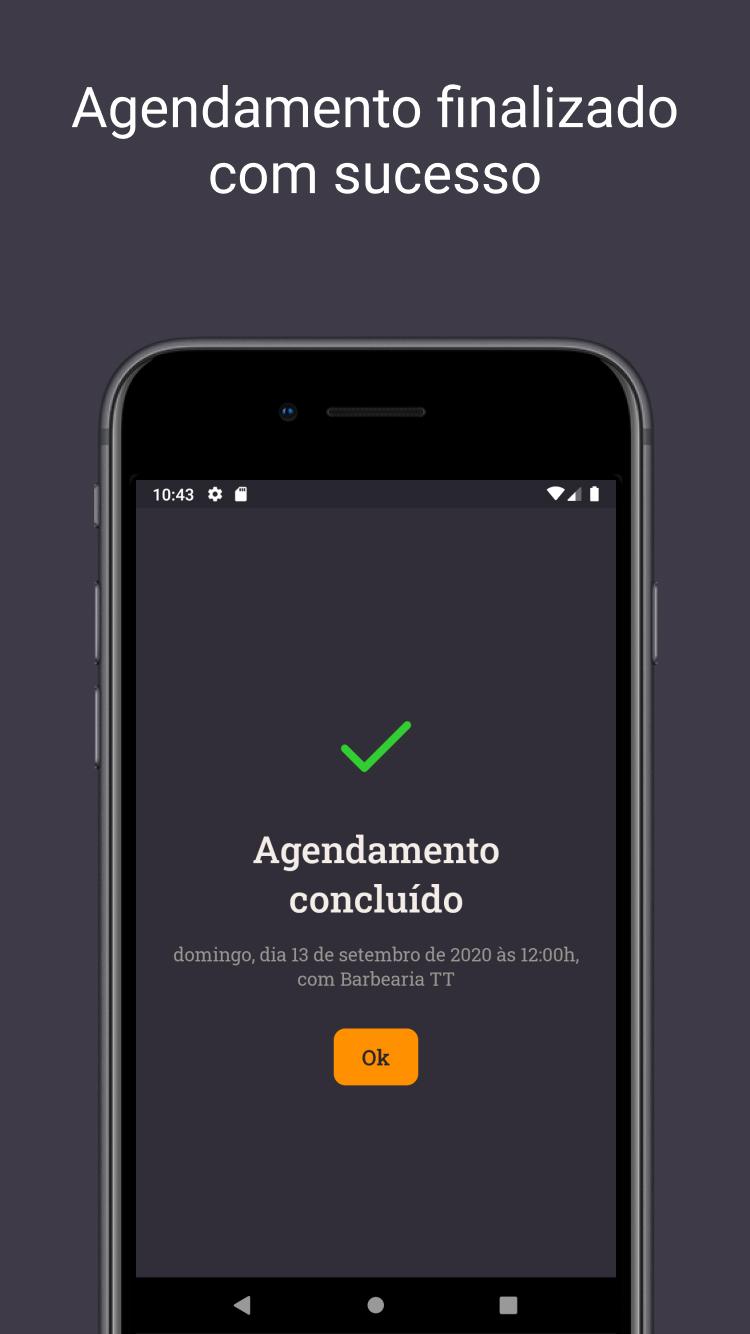 Agendamento finalizado
com sucesso
10:43
Agendamento
concluído
domingo, dia 13 de setembro de 2020 às 12:00h,
com Barbearia TT
Ok